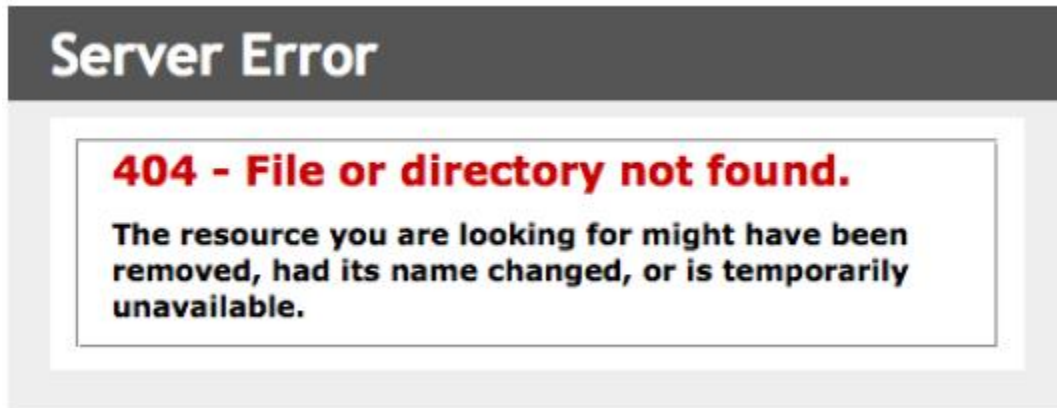 Server Error
404 - File or directory not found.
The resource you are looking for might have been
removed, had its name changed, or is temporarily
unavailable.